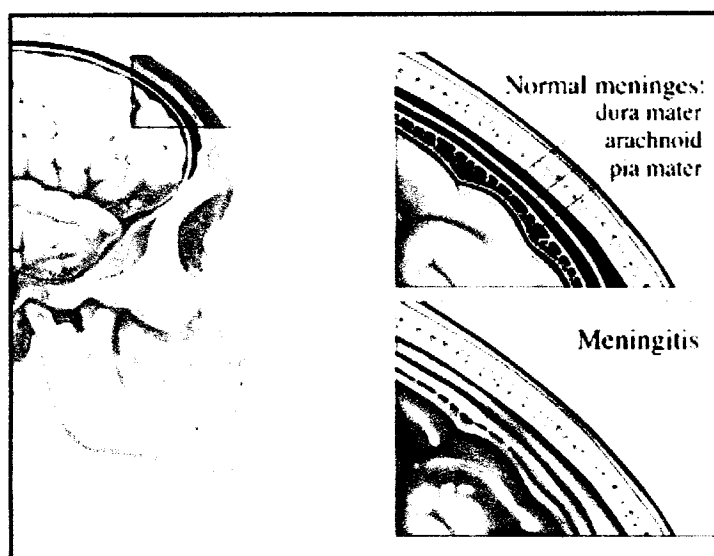 Normal meninges:
dura mater
arachnoid
pia mater
Meningitis